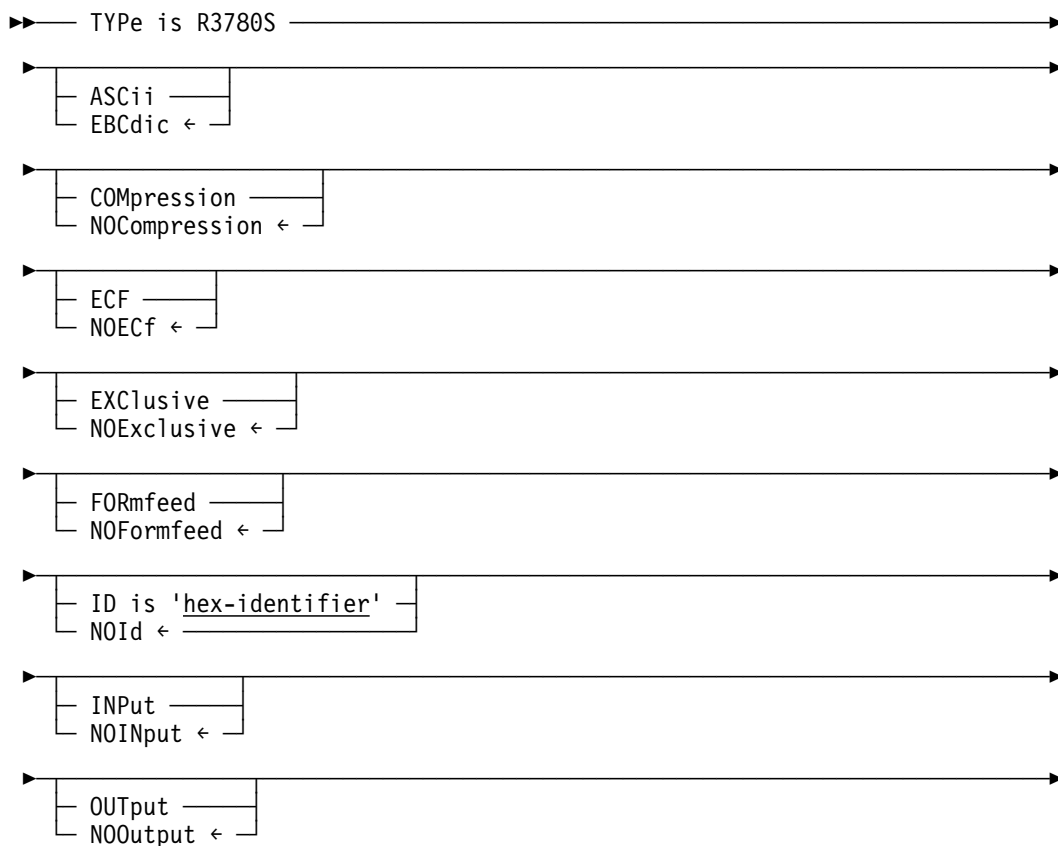 TYPe is R3780S
ASCii
EBCdic ←
COMpression
NOCompression ←
ECF
NOECf ←
EXClusive
NOExclusive ←
FORmfeed
NOFormfeed ←
ID is 'hex-identifier'
NOId ←
INPut
NOINput ←
OUTput
NOOutput ←